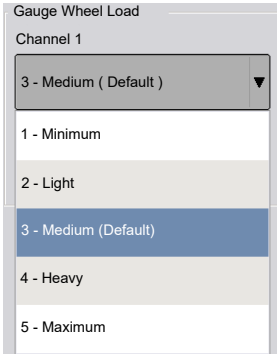 Gauge Wheel Load
Channel 1
3 - Medium ( Default )
1 - Minimum
2 - Light
3 - Medium (Default)
4 - Heavy
5 - Maximum